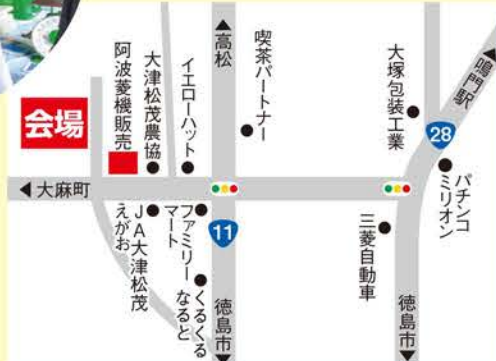 会場
阿波菱機販売
大津松茂農協
イエローハット
▲高松
喫茶パートナー
大塚包装工業
▲鳴門駅
28
パチンコ
ミリオン
◀大麻町
JA大津松茂
えがお
ファミリー
マート
くるくる
なると
11
徳島市▼
三菱自動車
徳島市▼